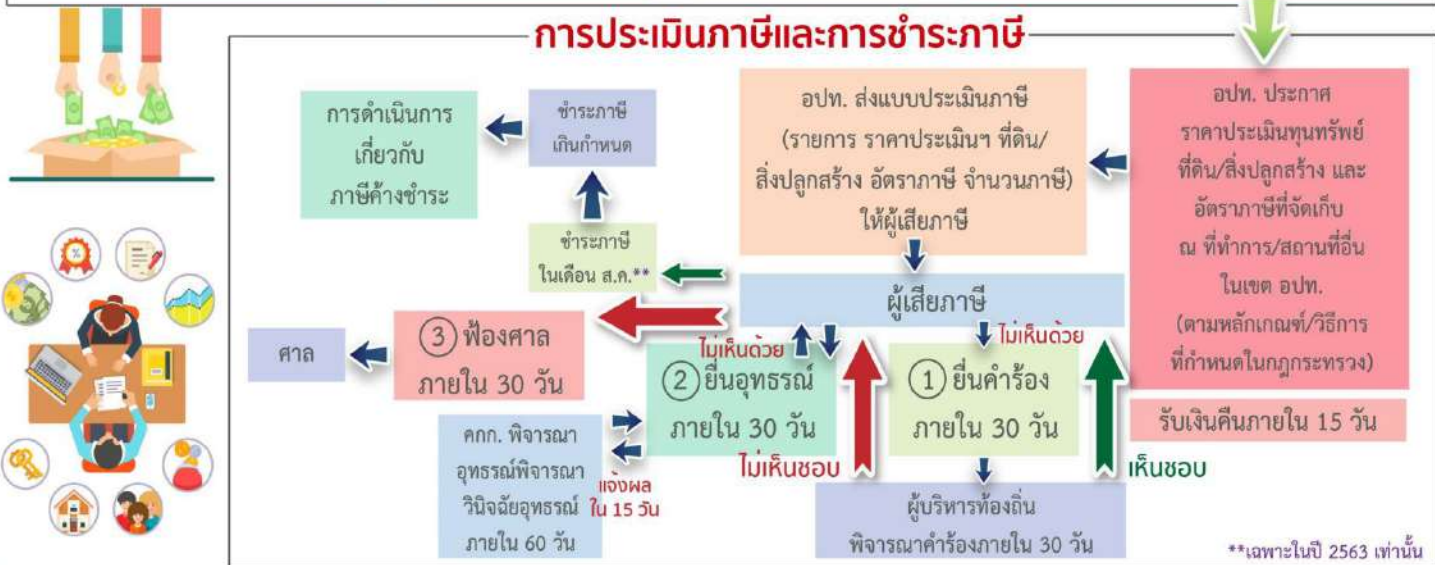 การประเมินภาษีและการชำระภาษี
อปท. ประกาศ
ราคาประเมินทุนทรัพย์
ที่ดิน/สิ่งปลูกสร้าง และ
อัตราภาษีที่จัดเก็บ
ณ ที่ทำการ/สถานที่อื่น
ในเขต อปท.
(ตามหลักเกณฑ์/วิธีการ
ที่กำหนดในกฎกระทรวง)
อปท. ส่งแบบประเมินภาษี
(รายการ ราคาประเมินฯ ที่ดิน/
สิ่งปลูกสร้าง อัตราภาษี จำนวนภาษี)
ให้ผู้เสียภาษี
ชำระภาษี
เกินกำหนด
การดำเนินการ
เกี่ยวกับ
ภาษีค้างชำระ
ชำระภาษี
ในเดือน ส.ค.**
ผู้เสียภาษี
ไม่เห็นด้วย
ไม่เห็นด้วย
① ยื่นคำร้อง
ภายใน 30 วัน
② ยื่นอุทธรณ์
ภายใน 30 วัน
③ ฟ้องศาล
ภายใน 30 วัน
ศาล
รับเงินคืนภายใน 15 วัน
คกก. พิจารณา
อุทธรณ์พิจารณา
วินิจฉัยอุทธรณ์
ภายใน 60 วัน
แจ้งผล
ใน 15 วัน
ไม่เห็นชอบ
เห็นชอบ
ผู้บริหารท้องถิ่น
พิจารณาคำร้องภายใน 30 วัน
**เฉพาะในปี 2563 เท่านั้น
%